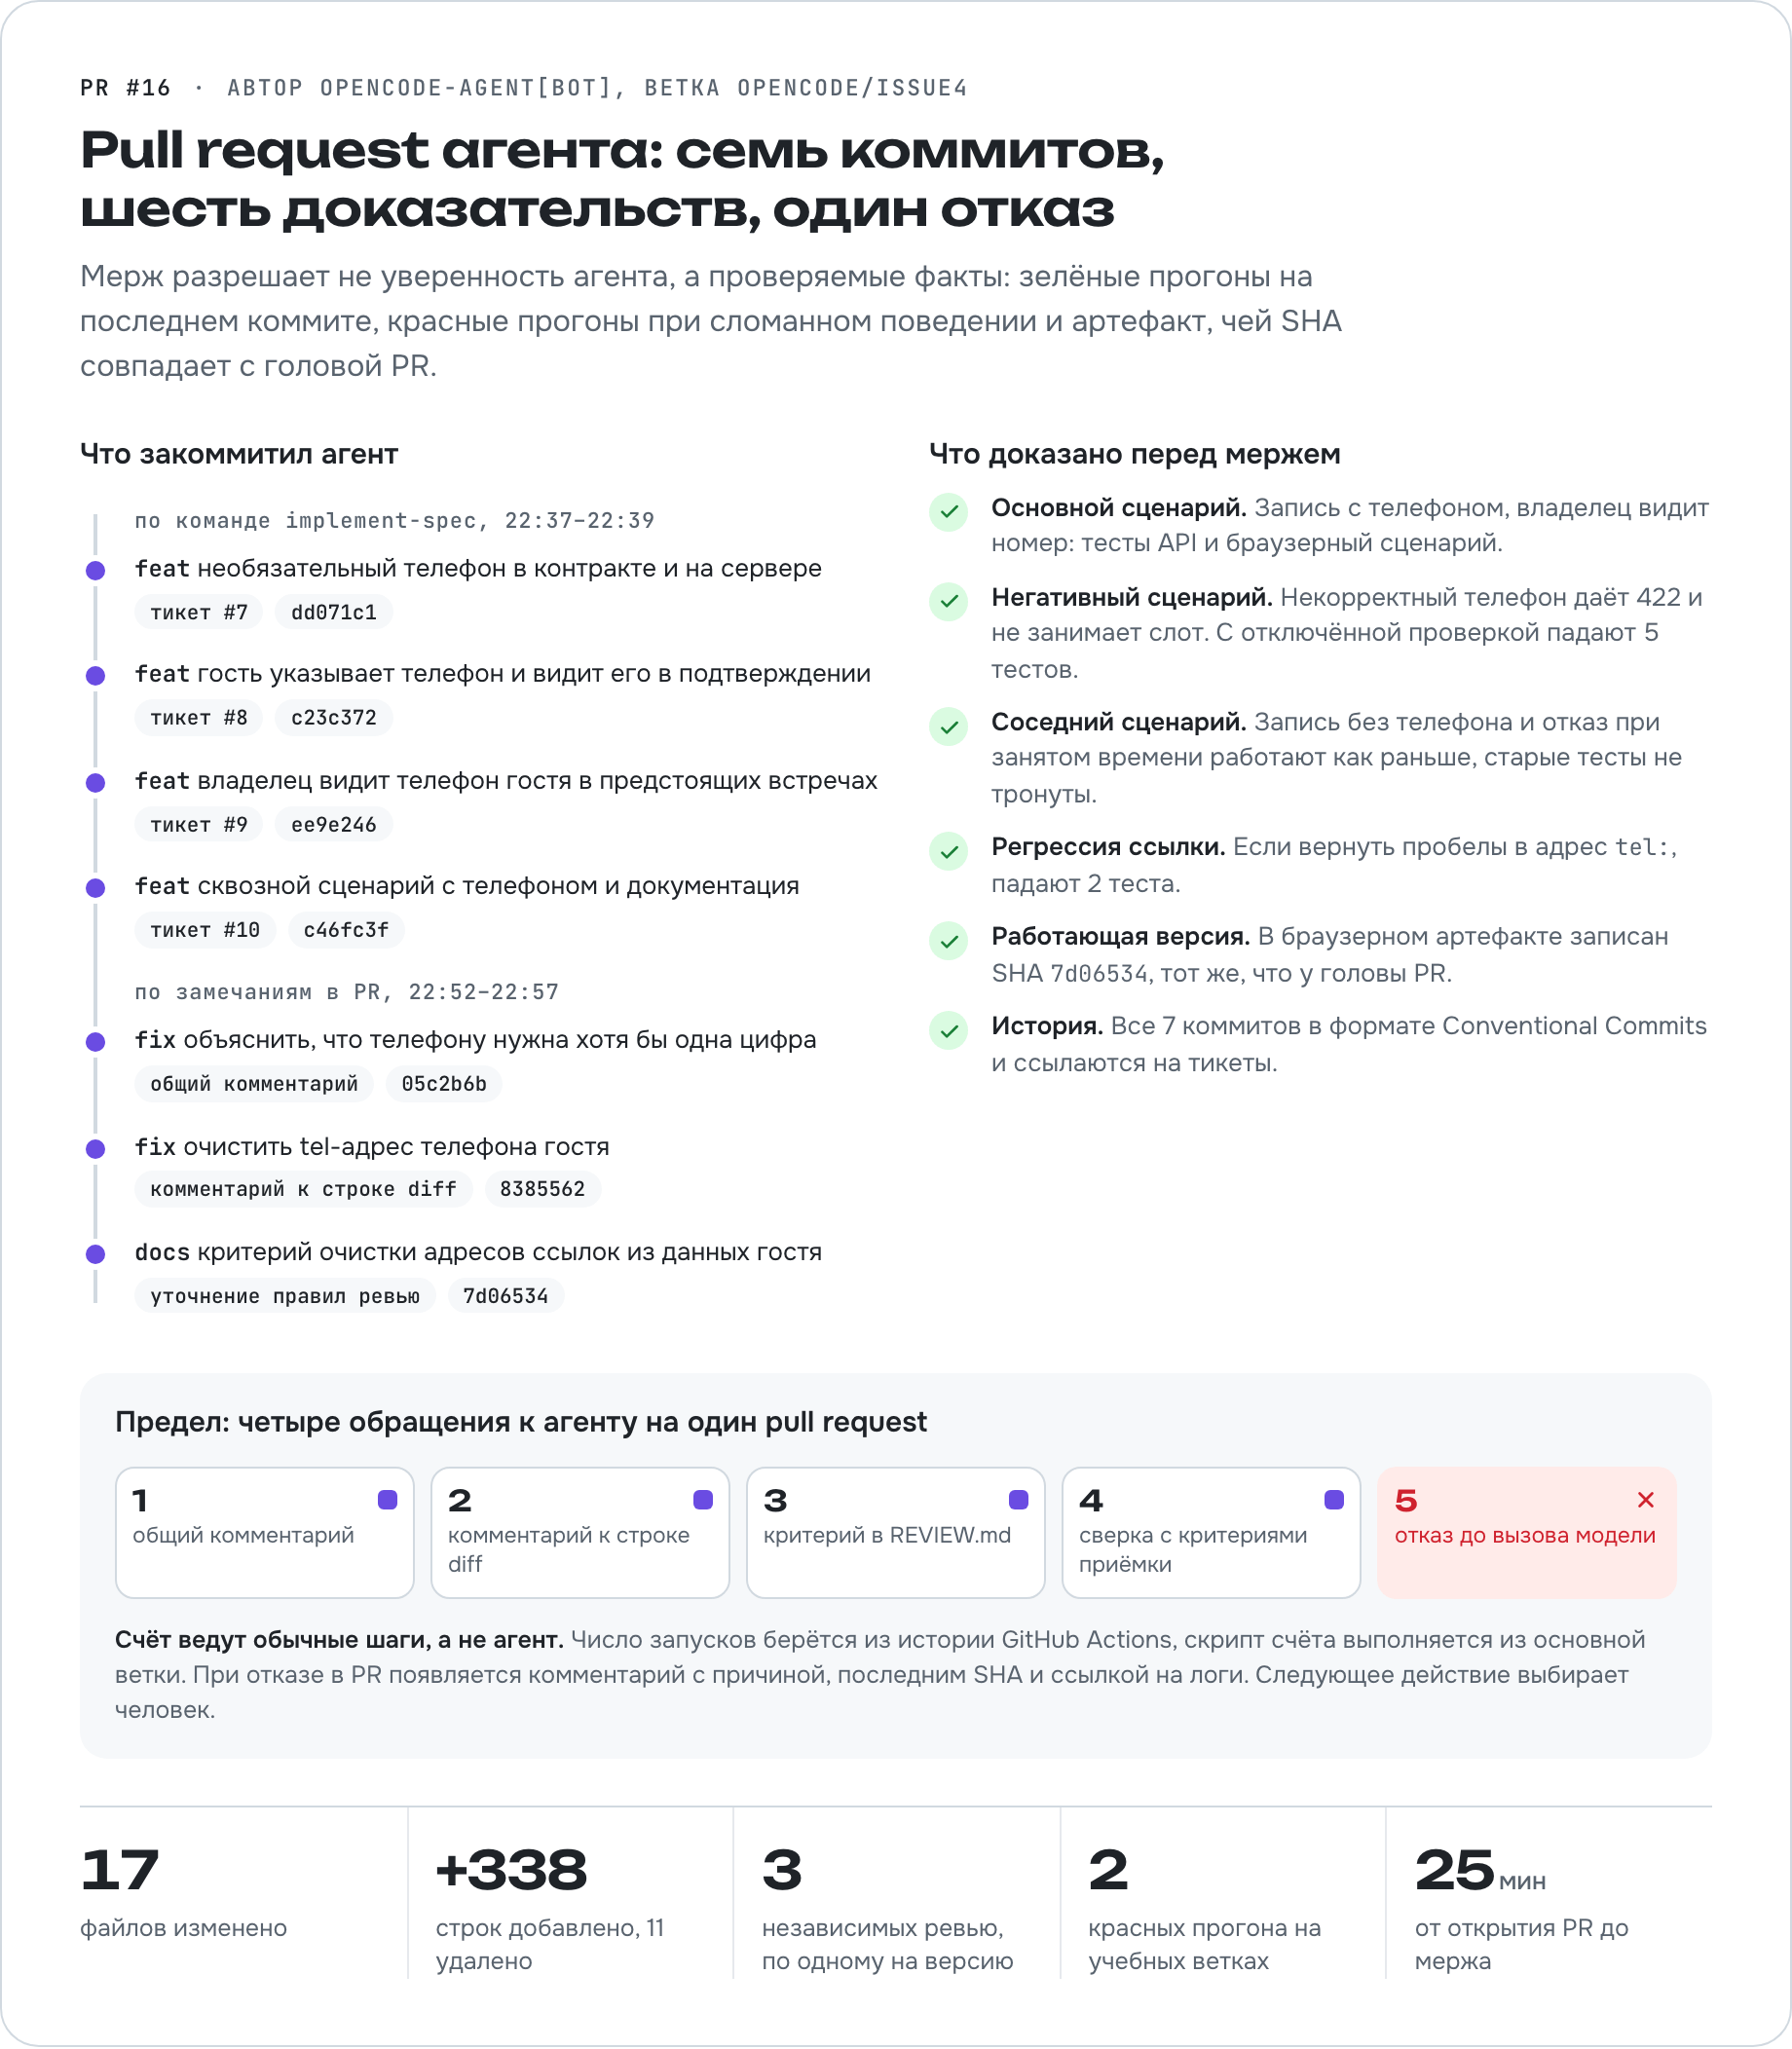 PR #16 · АВТОР OPENCODE-AGENT[BOT], ВЕТКА OPENCODE/ISSUE4
Pull request агента: семь коммитов,
шесть доказательств, один отказ
Мерж разрешает не уверенность агента, а проверяемые факты: зелёные прогоны на
последнем коммите, красные прогоны при сломанном поведении и артефакт, чей SHA
совпадает с головой PR.
Что закоммитил агент
по команде implement-spec, 22:37–22:39
feat необязательный телефон в контракте и на сервере
тикет #7 dd071c1
feat гость указывает телефон и видит его в подтверждении
тикет #8 c23c372
feat владелец видит телефон гостя в предстоящих встречах
тикет #9 ee9e246
feat сквозной сценарий с телефоном и документация
тикет #10 c46fc3f
по замечаниям в PR, 22:52–22:57
fix объяснить, что телефону нужна хотя бы одна цифра
общий комментарий 05c2b6b
fix очистить tel-адрес телефона гостя
комментарий к строке diff 8385562
docs критерий очистки адресов ссылок из данных гостя
уточнение правил ревью 7d06534
Что доказано перед мержем
Основной сценарий. Запись с телефоном, владелец видит
номер: тесты API и браузерный сценарий.
Негативный сценарий. Некорректный телефон даёт 422 и
не занимает слот. С отключённой проверкой падают 5
тестов.
Соседний сценарий. Запись без телефона и отказ при
занятом времени работают как раньше, старые тесты не
тронуты.
Регрессия ссылки. Если вернуть пробелы в адрес tel:,
падают 2 теста.
Работающая версия. В браузерном артефакте записан
SHA 7d06534, тот же, что у головы PR.
История. Все 7 коммитов в формате Conventional Commits
и ссылаются на тикеты.
Предел: четыре обращения к агенту на один pull request
1
общий комментарий
2
комментарий к строке
diff
3
критерий в REVIEW.md
4
сверка с критериями
приёмки
5
отказ до вызова модели
Счёт ведут обычные шаги, а не агент. Число запусков берётся из истории GitHub Actions, скрипт счёта выполняется из основной
ветки. При отказе в PR появляется комментарий с причиной, последним SHA и ссылкой на логи. Следующее действие выбирает
человек.
17
файлов изменено
+338
строк добавлено, 11
удалено
3
независимых ревью,
по одному на версию
2
красных прогона на
учебных ветках
25 мин
от открытия PR до
мержа